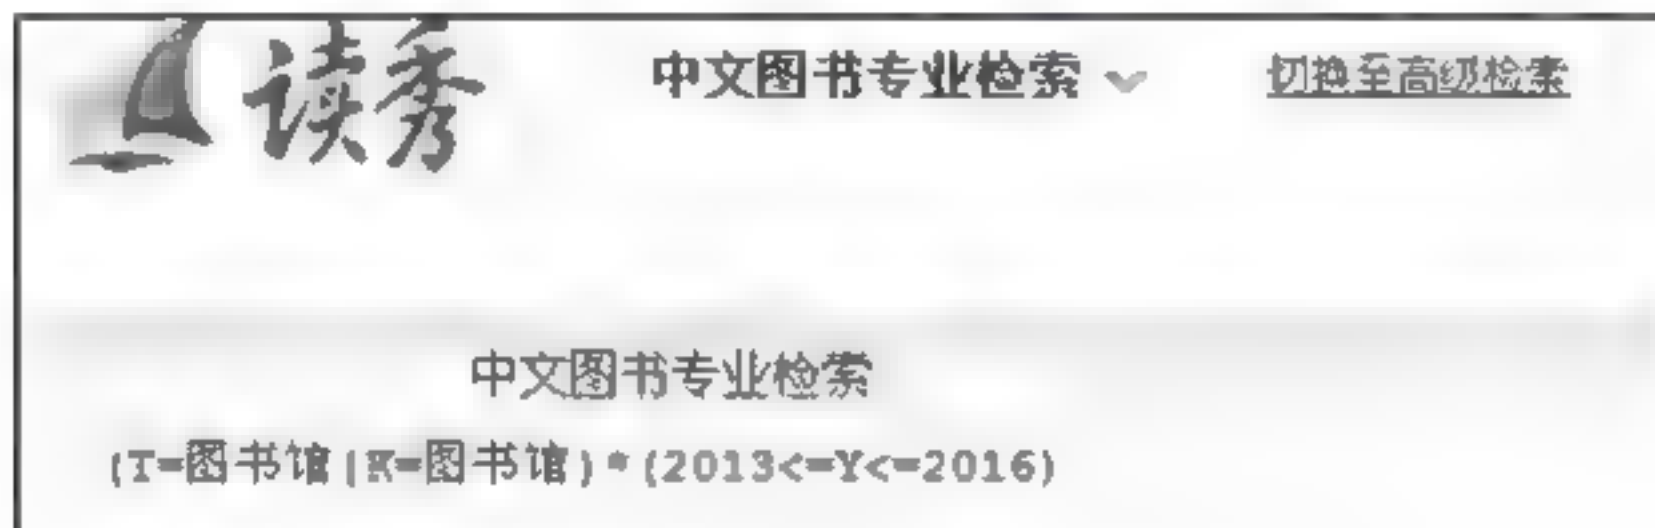 读秀 中文图书专业检索 切换至高级检索
中文图书专业检索
(T=图书馆|K=图书馆)*(2013<=Y<=2016)